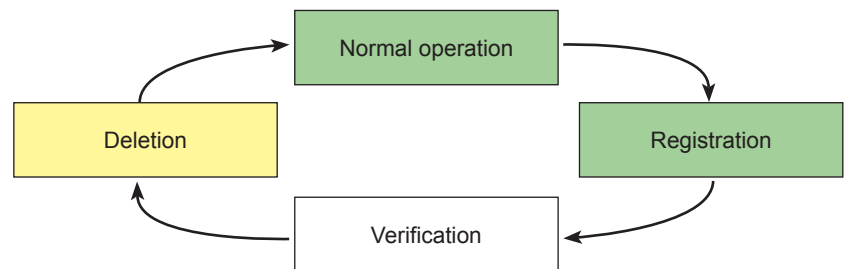 Normal operation
Deletion
Registration
Verification